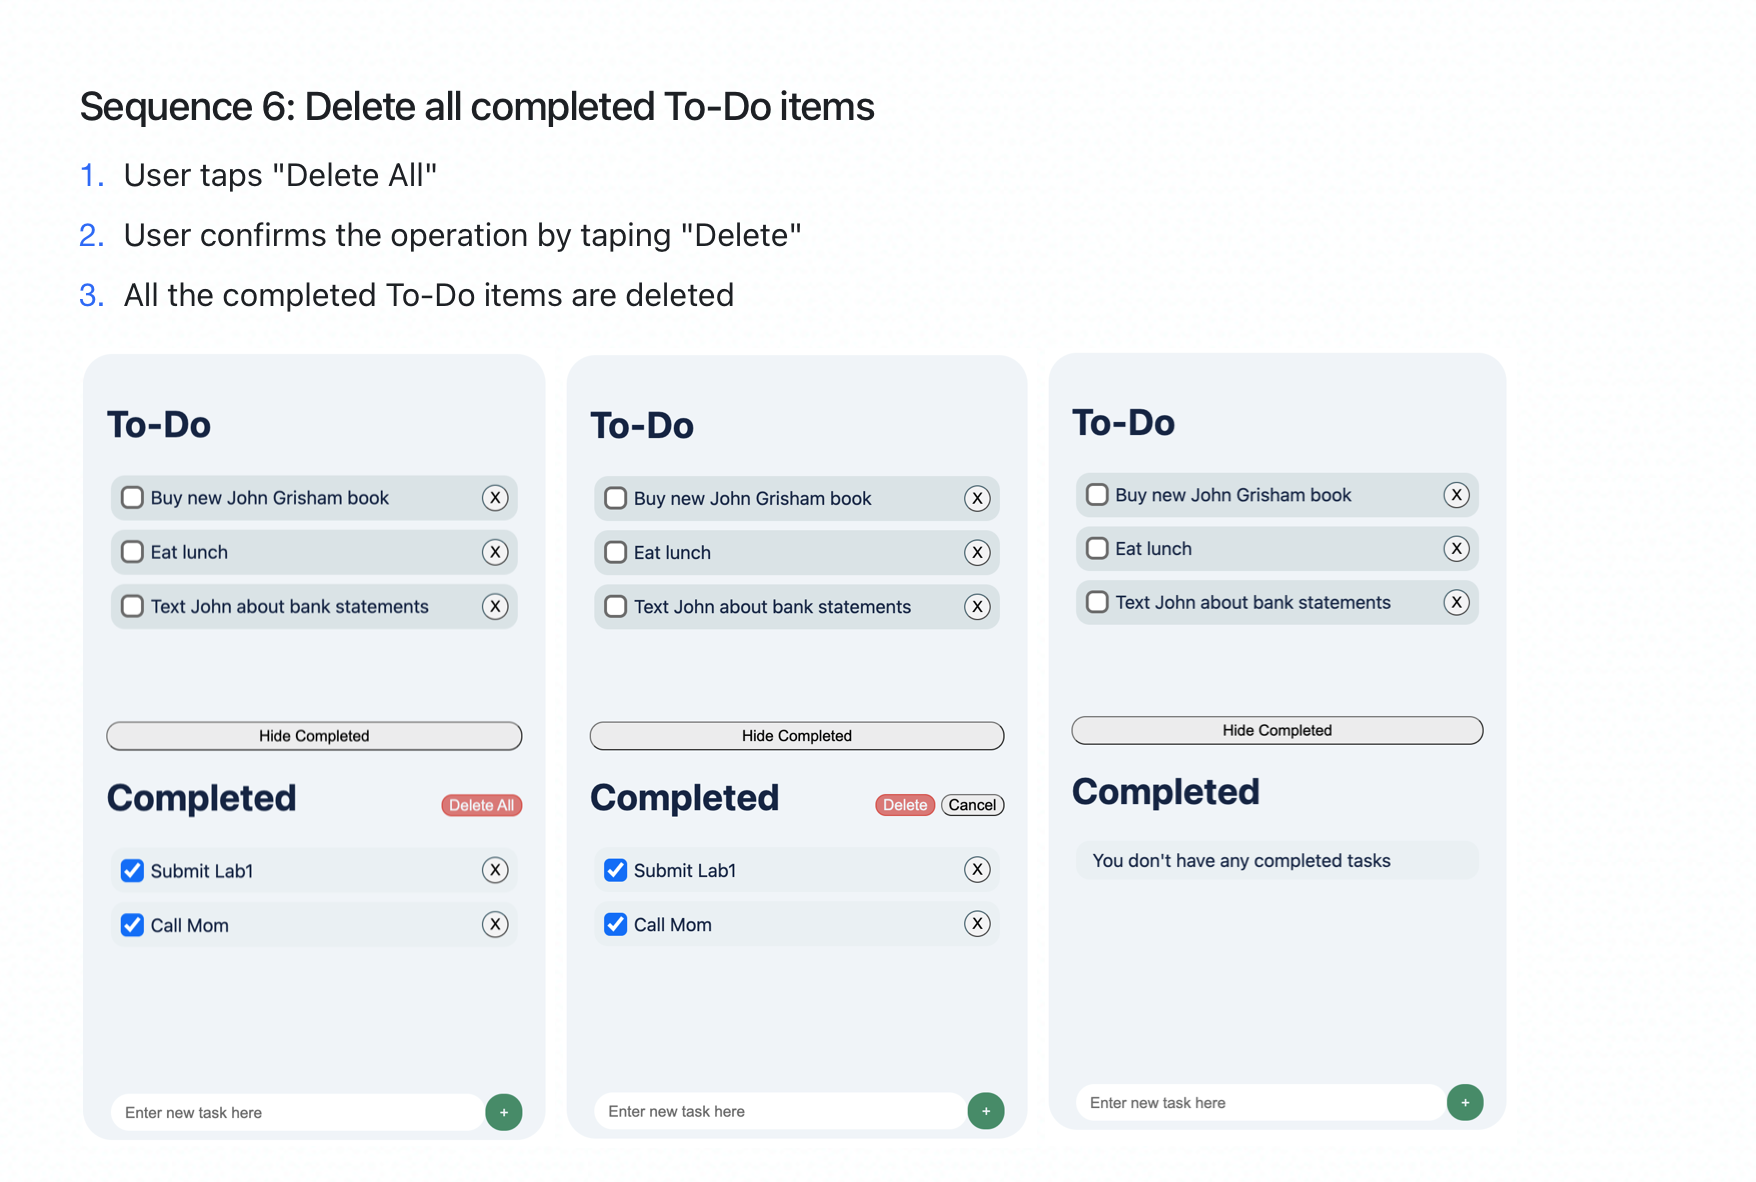 Sequence 6: Delete all completed To-Do items
1. User taps "Delete All"
2. User confirms the operation by taping "Delete"
3. All the completed To-Do items are deleted
To-Do
Buy new John Grisham book X
Eat lunch X
Text John about bank statements X
Hide Completed
Completed Delete All
Submit Lab1 X
Call Mom X
Enter new task here +
To-Do
Buy new John Grisham book X
Eat lunch X
Text John about bank statements X
Hide Completed
Completed Delete Cancel
Submit Lab1 X
Call Mom X
Enter new task here +
To-Do
Buy new John Grisham book X
Eat lunch X
Text John about bank statements X
Hide Completed
Completed
You don't have any completed tasks
Enter new task here +